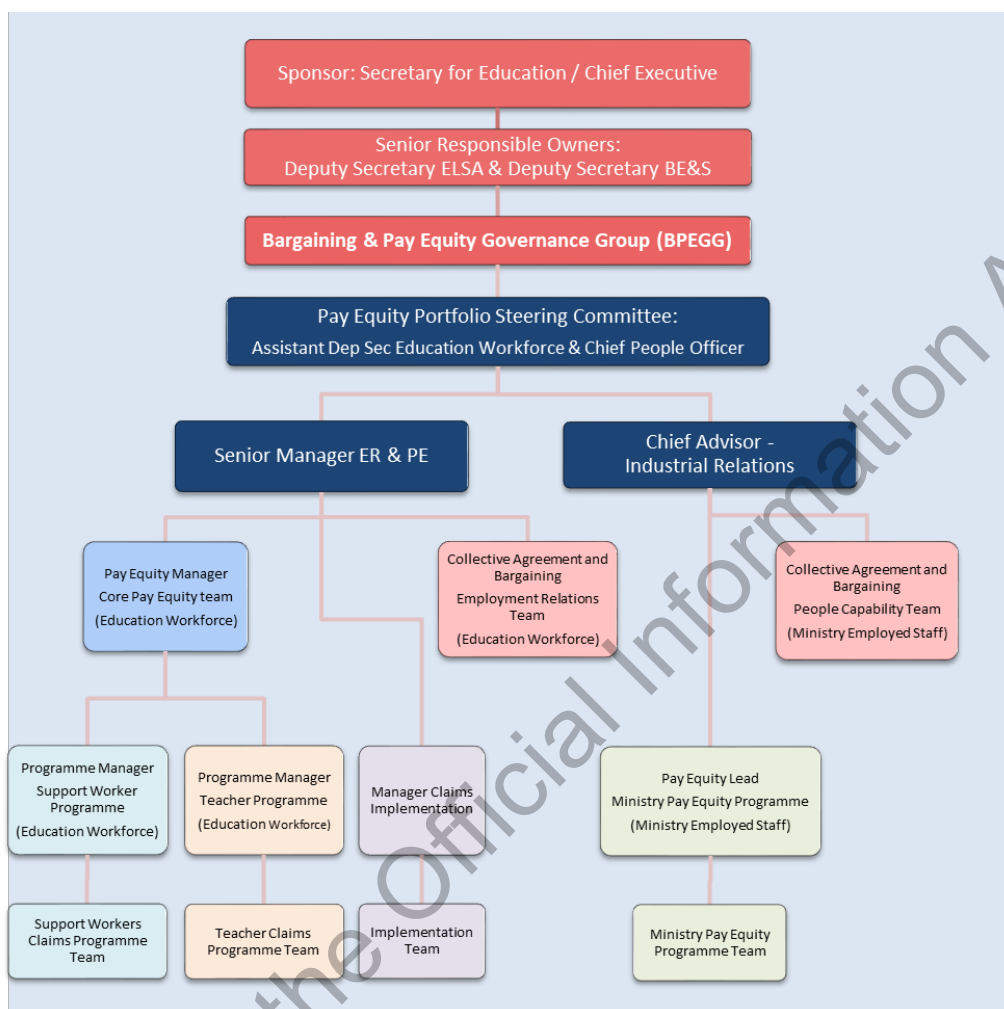 Sponsor: Secretary for Education / Chief Executive
Senior Responsible Owners:
Deputy Secretary ELSA & Deputy Secretary BE&S
Bargaining & Pay Equity Governance Group (BPEGG)
Pay Equity Portfolio Steering Committee:
Assistant Dep Sec Education Workforce & Chief People Officer
Senior Manager ER & PE
Chief Advisor -
Industrial Relations
Pay Equity Manager
Core Pay Equity team
(Education Workforce)
Collective Agreement and
Bargaining
Employment Relations
Team
(Education Workforce)
Collective Agreement and
Bargaining
People Capability Team
(Ministry Employed Staff)
Programme Manager
Support Worker
Programme
(Education Workforce)
Programme Manager
Teacher Programme
(Education Workforce)
Manager Claims
Implementation
Pay Equity Lead
Ministry Pay Equity Programme
(Ministry Employed Staff)
Support Workers
Claims Programme
Team
Teacher Claims
Programme Team
Implementation
Team
Ministry Pay Equity
Programme Team
the Official Information A